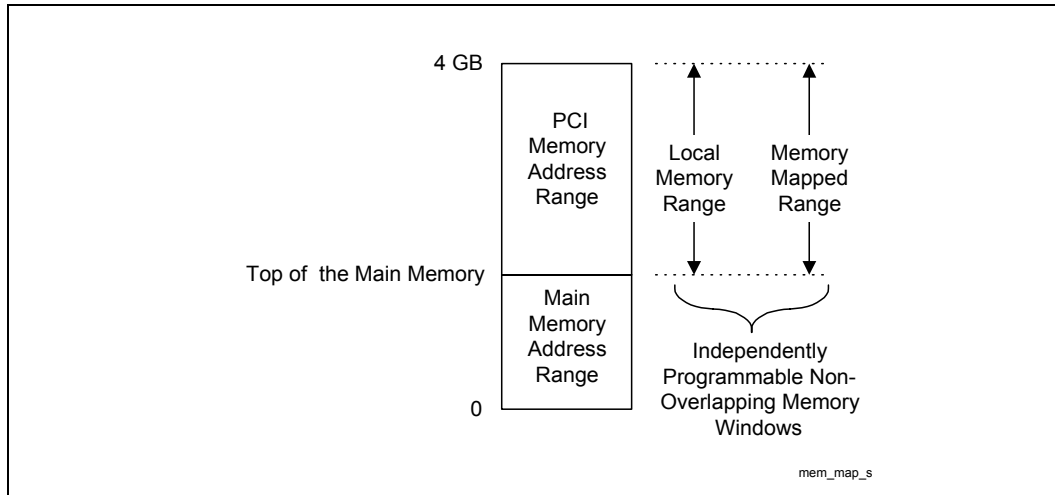 4 GB
PCI
Memory
Address
Range
Local
Memory
Range
Memory
Mapped
Range
Top of the Main Memory
Main
Memory
Address
Range
0
Independently
Programmable Non-
Overlapping Memory
Windows
mem_map_s